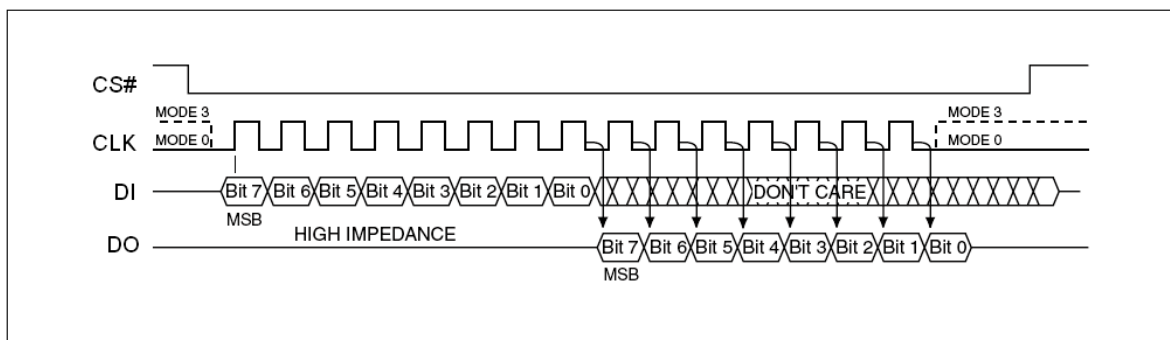 CS#
MODE 3
MODE 3
CLK
MODE 0
MODE 0
DI
Bit 7 Bit 6 Bit 5 Bit 4 Bit 3 Bit 2 Bit 1 Bit 0
DON'T CARE
MSB
HIGH IMPEDANCE
DO
Bit 7 Bit 6 Bit 5 Bit 4 Bit 3 Bit 2 Bit 1 Bit 0
MSB